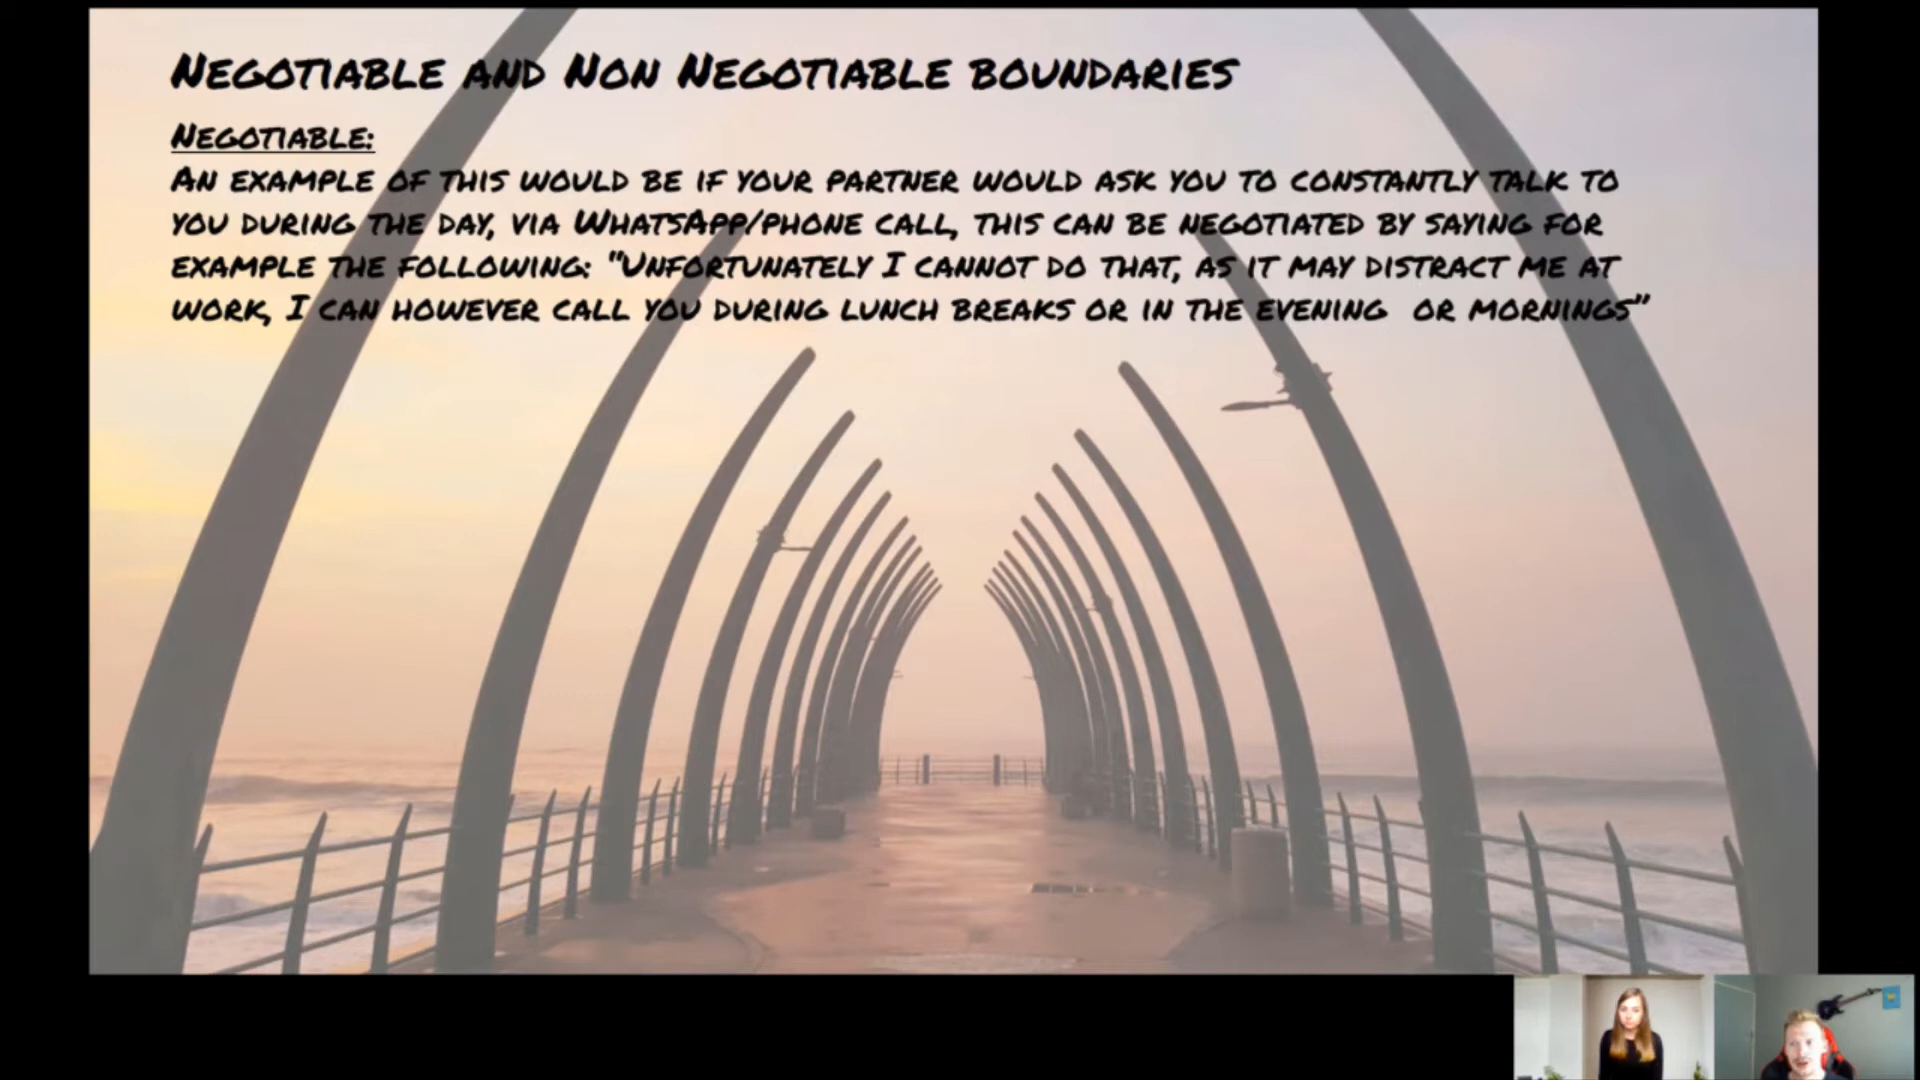 Negotiable and Non Negotiable boundaries
Negotiable:
An example of this would be if your partner would ask you to constantly talk to
you during the day, via WhatsApp/phone call, this can be negotiated by saying for
example the following: "Unfortunately I cannot do that, as it may distract me at
work, I can however call you during lunch breaks or in the evening  or mornings”